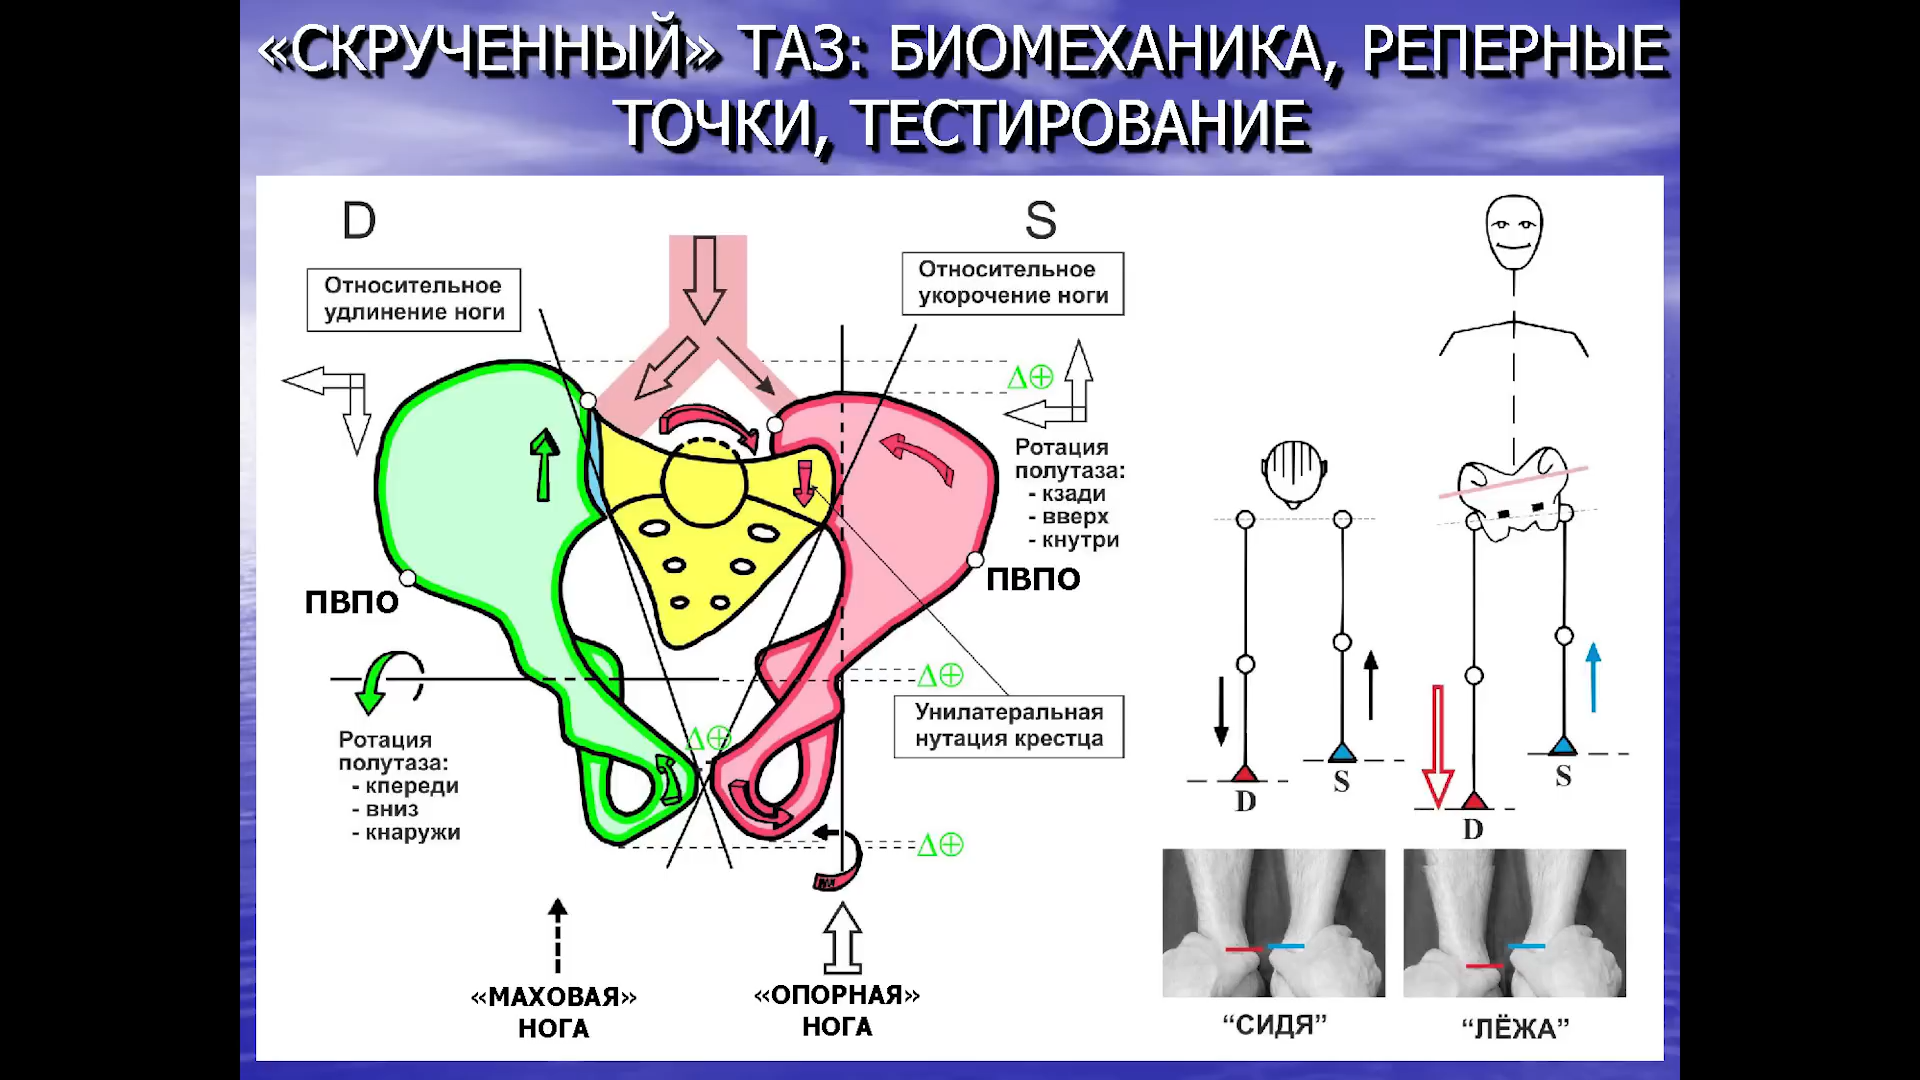 «СКРУЧЕННЫЙ» ТАЗ: БИОМЕХАНИКА, РЕПЕРНЫЕ
ТОЧКИ, ТЕСТИРОВАНИЕ
D
S
Относительное
удлинение ноги
Относительное
укорочение ноги
Δ⊕
Ротация
полутаза:
- кзади
- вверх
- кнутри
ПВПО
ПВПО
Δ⊕
Ротация
полутаза:
- кпереди
- вниз
- кнаружи
Унилатеральная
нутация крестца
Δ⊕
Δ⊕
«МАХОВАЯ»
НОГА
«ОПОРНАЯ»
НОГА
D
S
D
S
“СИДЯ”
“ЛЁЖА”